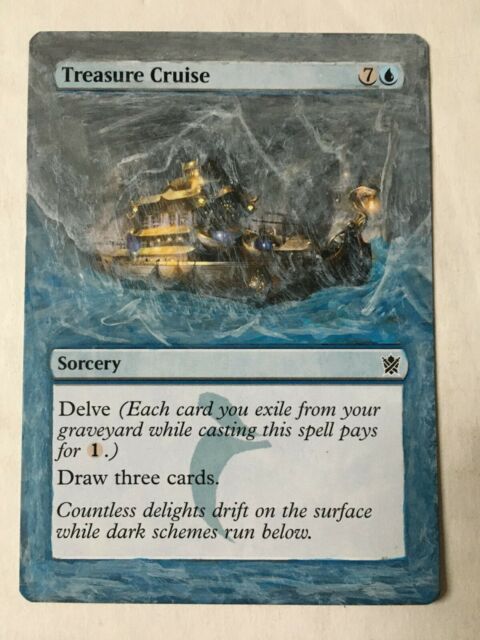 Treasure Cruise 7
Sorcery
Delve (Each card you exile from your
graveyard while casting this spell pays
for 1.)
Draw three cards.
Countless delights drift on the surface
while dark schemes run below.